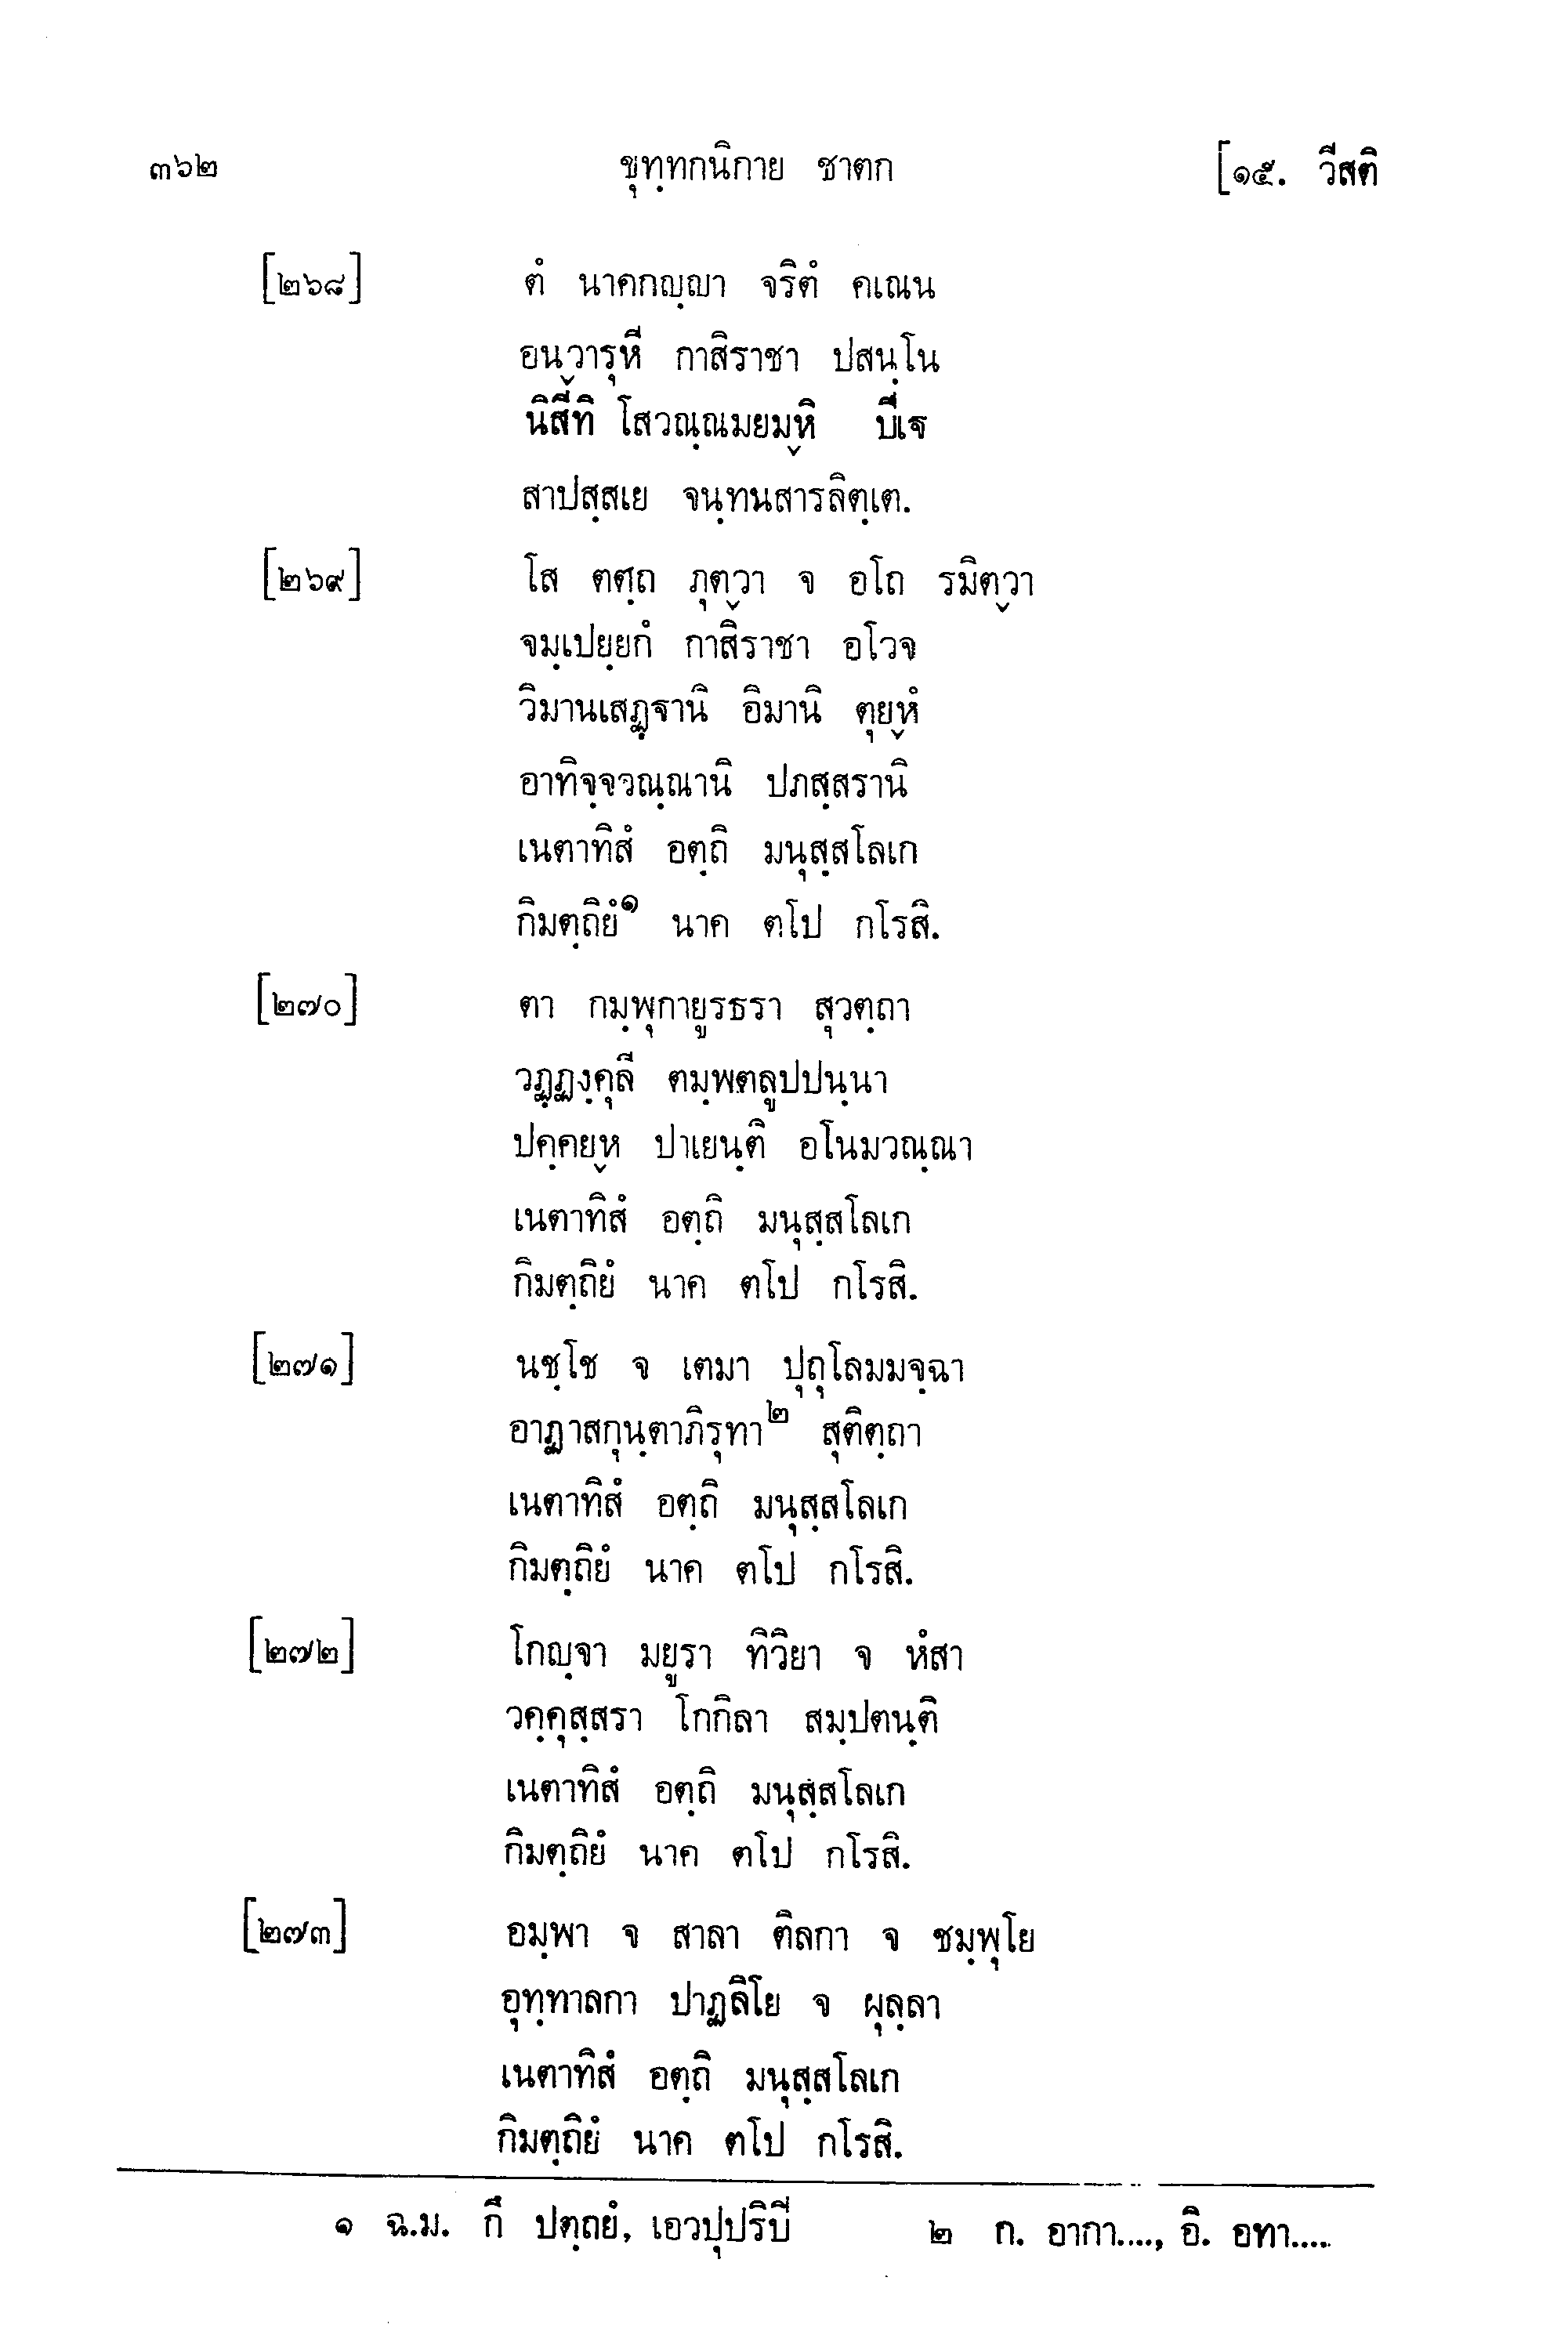 ๓๖๒ ขุทฺทกนิกาย ชาตก [๑๕. วีสติ
[๒๖๘] ตํ นาคกญฺญา จริตํ คเณน
อนฺวารุหี กาสิราชา ปสนฺโน
นิสีทิ โสวณฺณมยมฺหิ ปีเฐ
สาปสฺสเย จนฺทนสารลิตฺเต.
[๒๖๙] โส ตตฺถ ภุตฺวา จ อโถ รมิตฺวา
จมฺเปยฺยกํ กาสิราชา อโวจ
วิมานเสฏฺฐานิ อิมานิ ตุยฺหํ
อาทิจฺจวณฺณานิ ปภสฺสรานิ
เนตาทิสํ อตฺถิ มนุสฺสโลเก
กิมตฺถิยํ๑ นาค ตโป กโรสิ.
[๒๗๐] ตา กมฺพุกายูรธรา สุวตฺถา
วฏฺฏงฺคุลี ตมฺพตลูปปนฺนา
ปคฺคยฺห ปาเยนฺติ อโนมวณฺณา
เนตาทิสํ อตฺถิ มนุสฺสโลเก
กิมตฺถิยํ นาค ตโป กโรสิ.
[๒๗๑] นชฺโช จ เตมา ปุถุโลมมจฺฉา
อาฏาสกุนฺตาภิรุทา๒ สุติตฺถา
เนตาทิสํ อตฺถิ มนุสฺสโลเก
กิมตฺถิยํ นาค ตโป กโรสิ.
[๒๗๒] โกญฺจา มยูรา ทิวิยา จ หํสา
วคฺคุสฺสรา โกกิลา สมฺปตนฺติ
เนตาทิสํ อตฺถิ มนุสฺสโลเก
กิมตฺถิยํ นาค ตโป กโรสิ.
[๒๗๓] อมฺพา จ สาลา ติลกา จ ชมฺพุโย
อุทฺทาลกา ปาฏลิโย จ ผุลฺลา
เนตาทิสํ อตฺถิ มนุสฺสโลเก
กิมตฺถิยํ นาค ตโป กโรสิ.
๑ ฉ.ม. กึ ปตฺถยํ, เอวปุปริปี ๒ ก. อากา...., อิ. อทา....